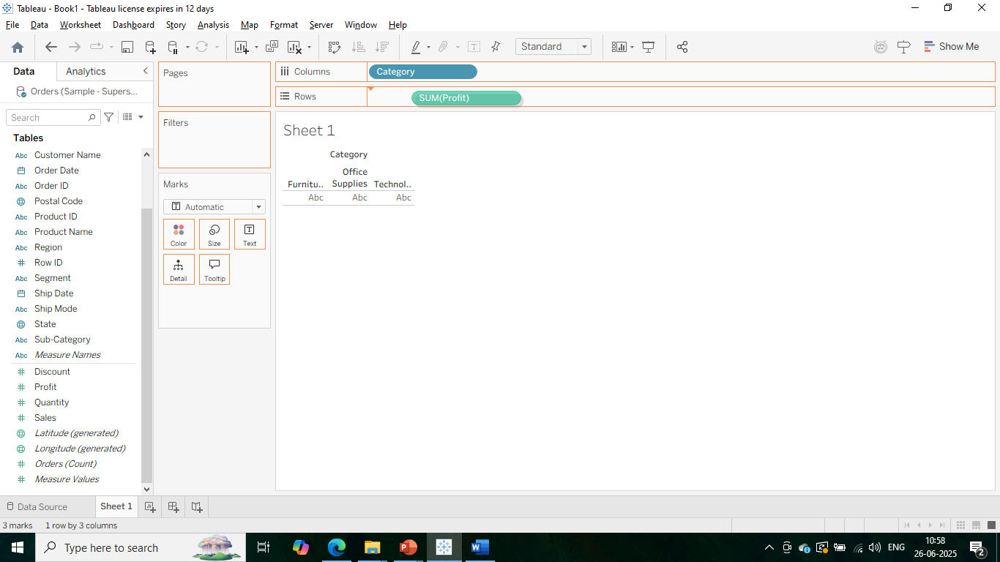 Tableau - Book1 - Tableau license expires in 12 days
File Data Worksheet Dashboard Story Analysis Map Format Server Window Help
Standard
Show Me
Data Analytics
Orders (Sample - Supers...
Search
Tables
Abc Customer Name
Order Date
Abc Order ID
Postal Code
Abc Product ID
Abc Product Name
Abc Region
Row ID
Abc Segment
Ship Date
Abc Ship Mode
State
Abc Sub-Category
Abc Measure Names
Discount
Profit
Quantity
Sales
Latitude (generated)
Longitude (generated)
Orders (Count)
Measure Values
Pages
Filters
Marks
Automatic
Color Size Text
Detail Tooltip
Columns Category
Rows SUM(Profit)
Sheet 1
Category
Office
Furnitu.. Supplies Technol..
Abc Abc Abc
Data Source Sheet 1
3 marks 1 row by 3 columns
Type here to search
ENG
10:58
26-06-2025
2